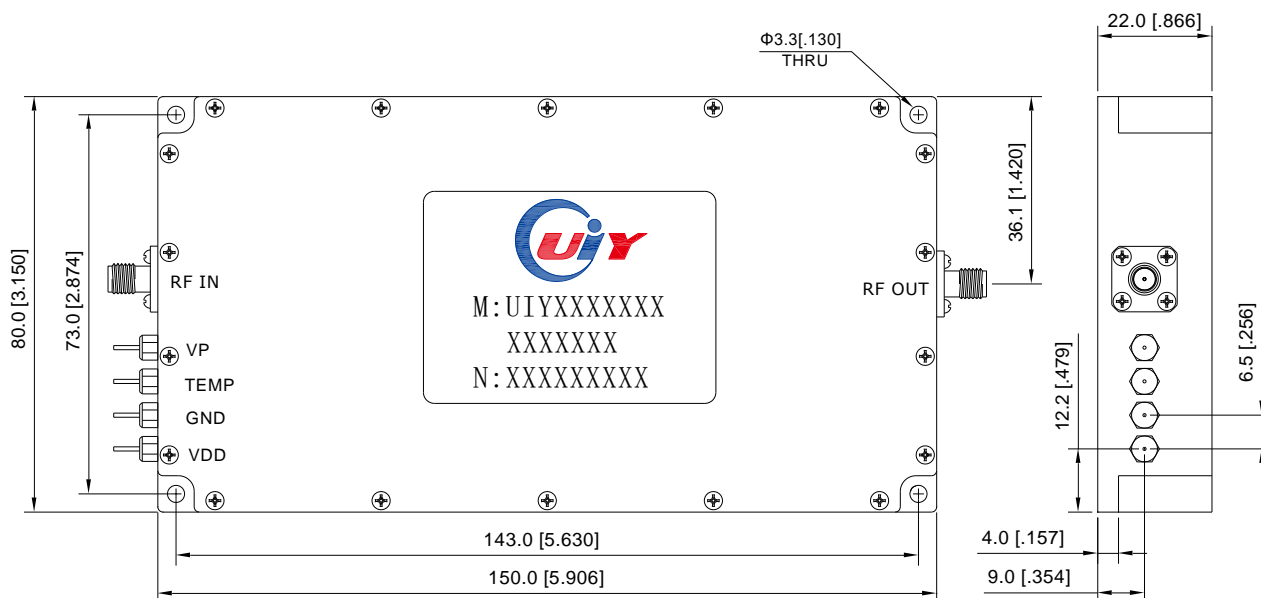 Φ3.3[.130]
THRU
22.0 [.866]
80.0 [3.150]
73.0 [2.874]
36.1 [1.420]
UiY
M:UIYXXXXXXX
XXXXXXX
N:XXXXXXXXX
RF IN
RF OUT
VP
TEMP
GND
VDD
12.2 [.479]
6.5 [.256]
143.0 [5.630]
150.0 [5.906]
4.0 [.157]
9.0 [.354]